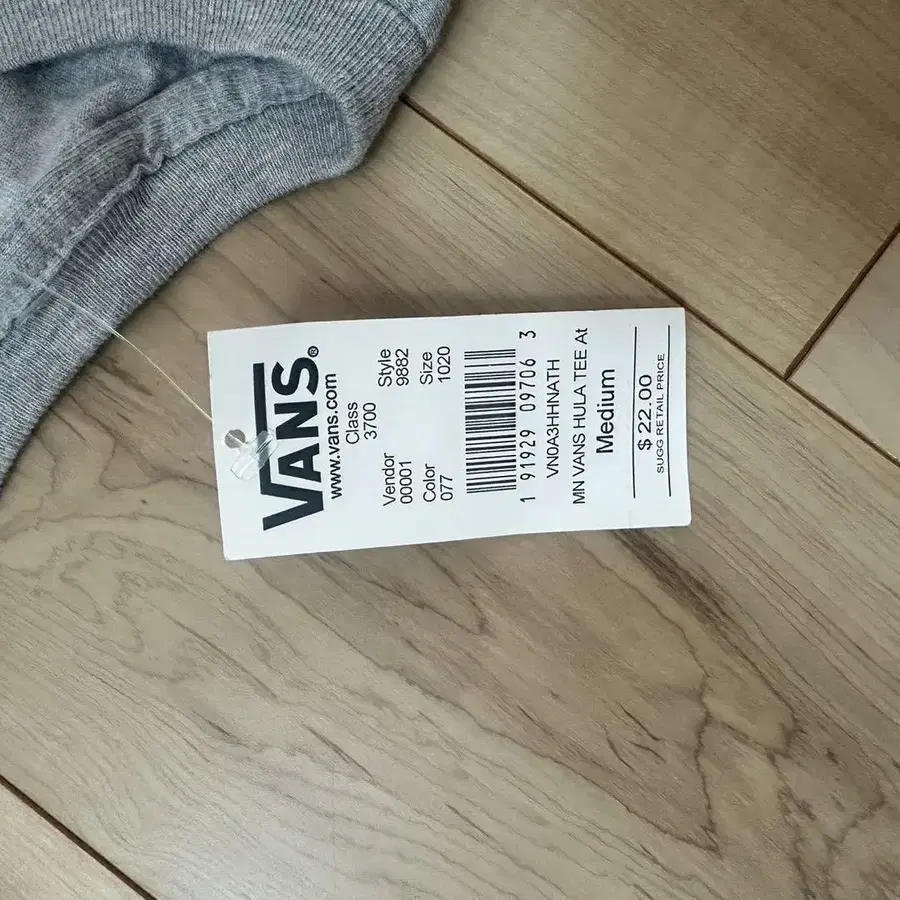 VANS®
www.vans.com
Class
3700
Vendor Style
00001 9882
Color Size
077 1020
1 91929 09706 3
VN0A3HHNATH
MN VANS HULA TEE At
Medium
$22.00
SUGG RETAIL PRICE